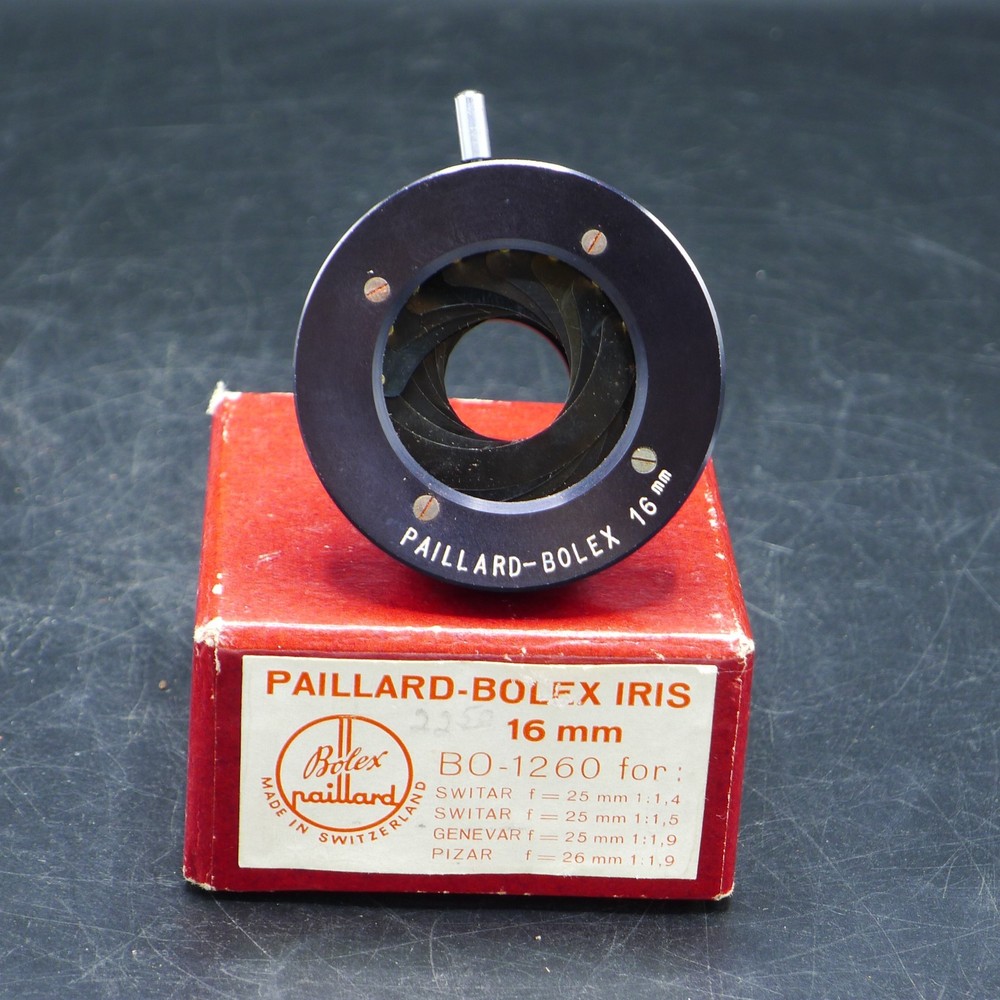 PAILLARD-BOLEX 16 mm
PAILLARD-BOLEX IRIS
16 mm
2250
BO-1260 for:
SWITAR f = 25 mm 1:1,4
SWITAR f = 25 mm 1:1,5
GENEVAR f = 25 mm 1:1,9
PIZAR f = 26 mm 1:1,9
Bolex
paillard
MADE IN SWITZERLAND